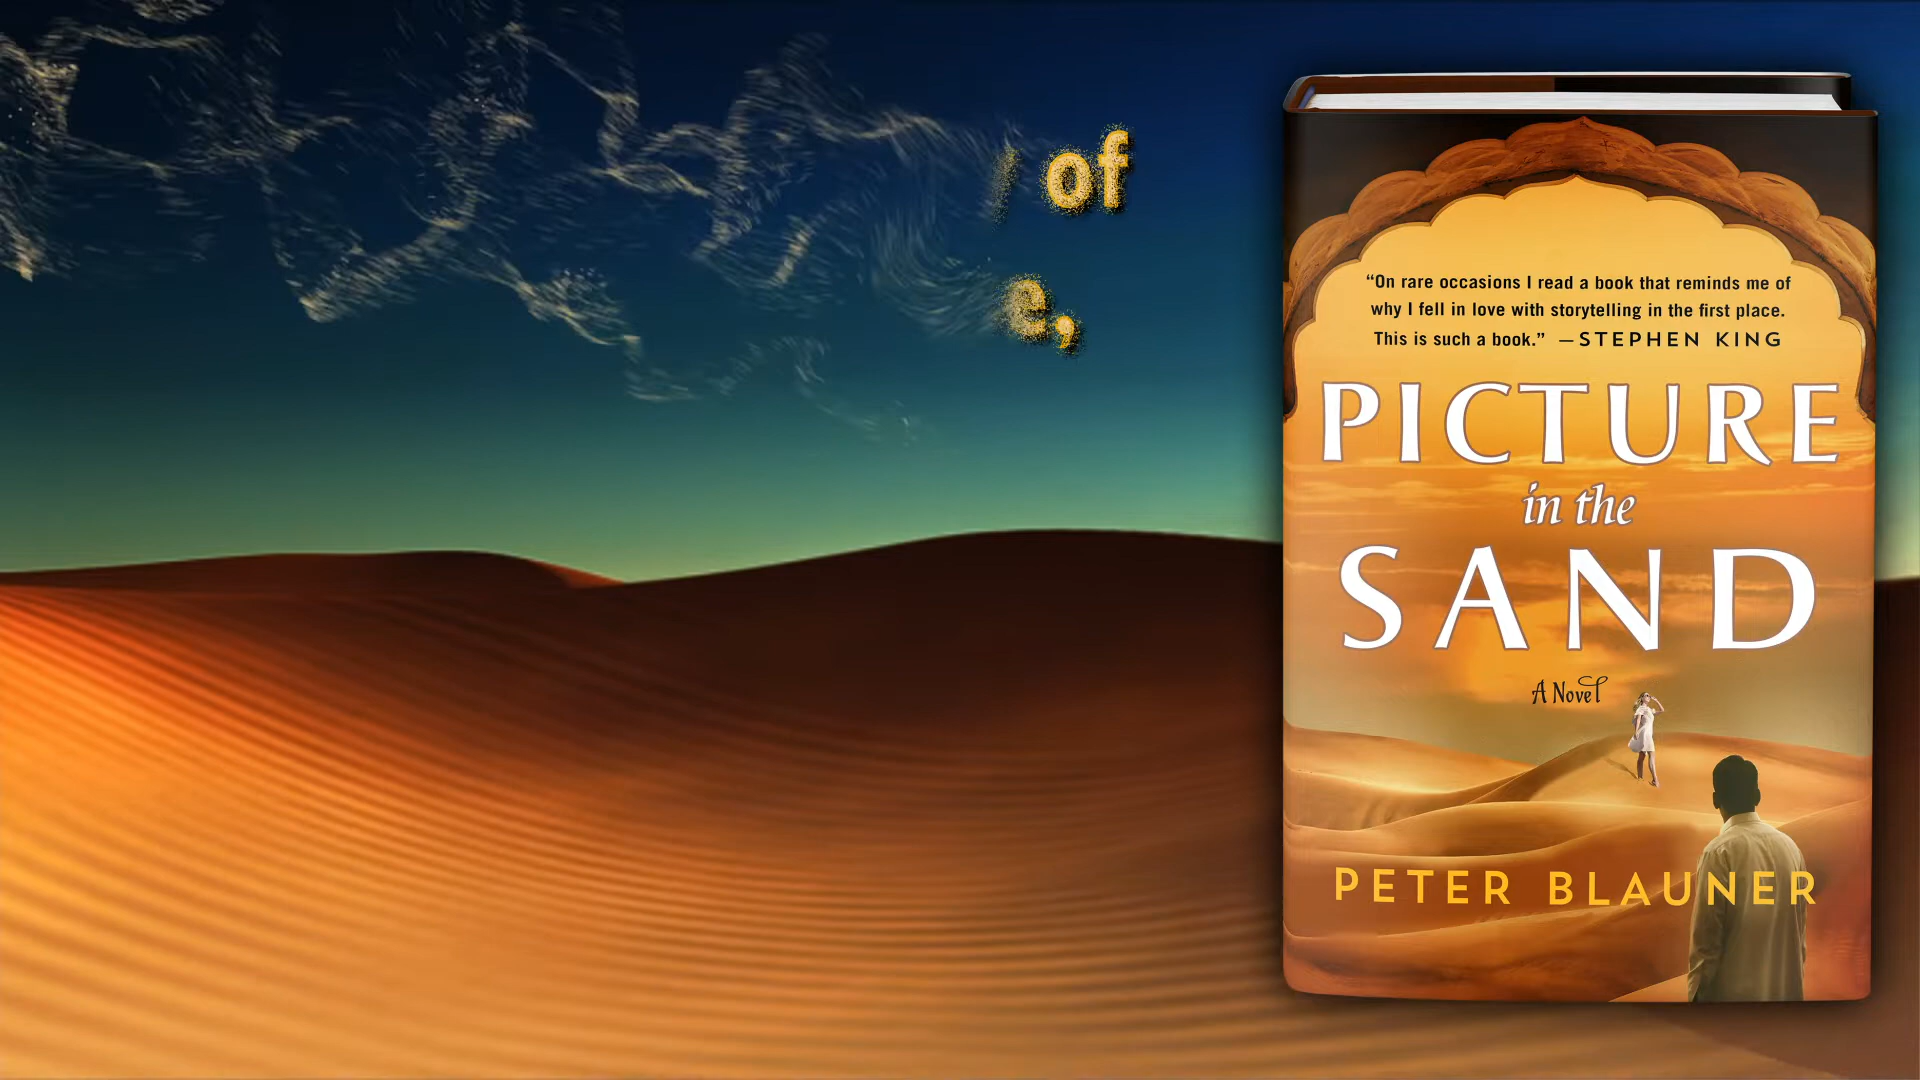 of
e,
“On rare occasions I read a book that reminds me of
why I fell in love with storytelling in the first place.
This is such a book.” —STEPHEN KING
PICTURE
in the
SAND
A Novel
PETER BLAUNER